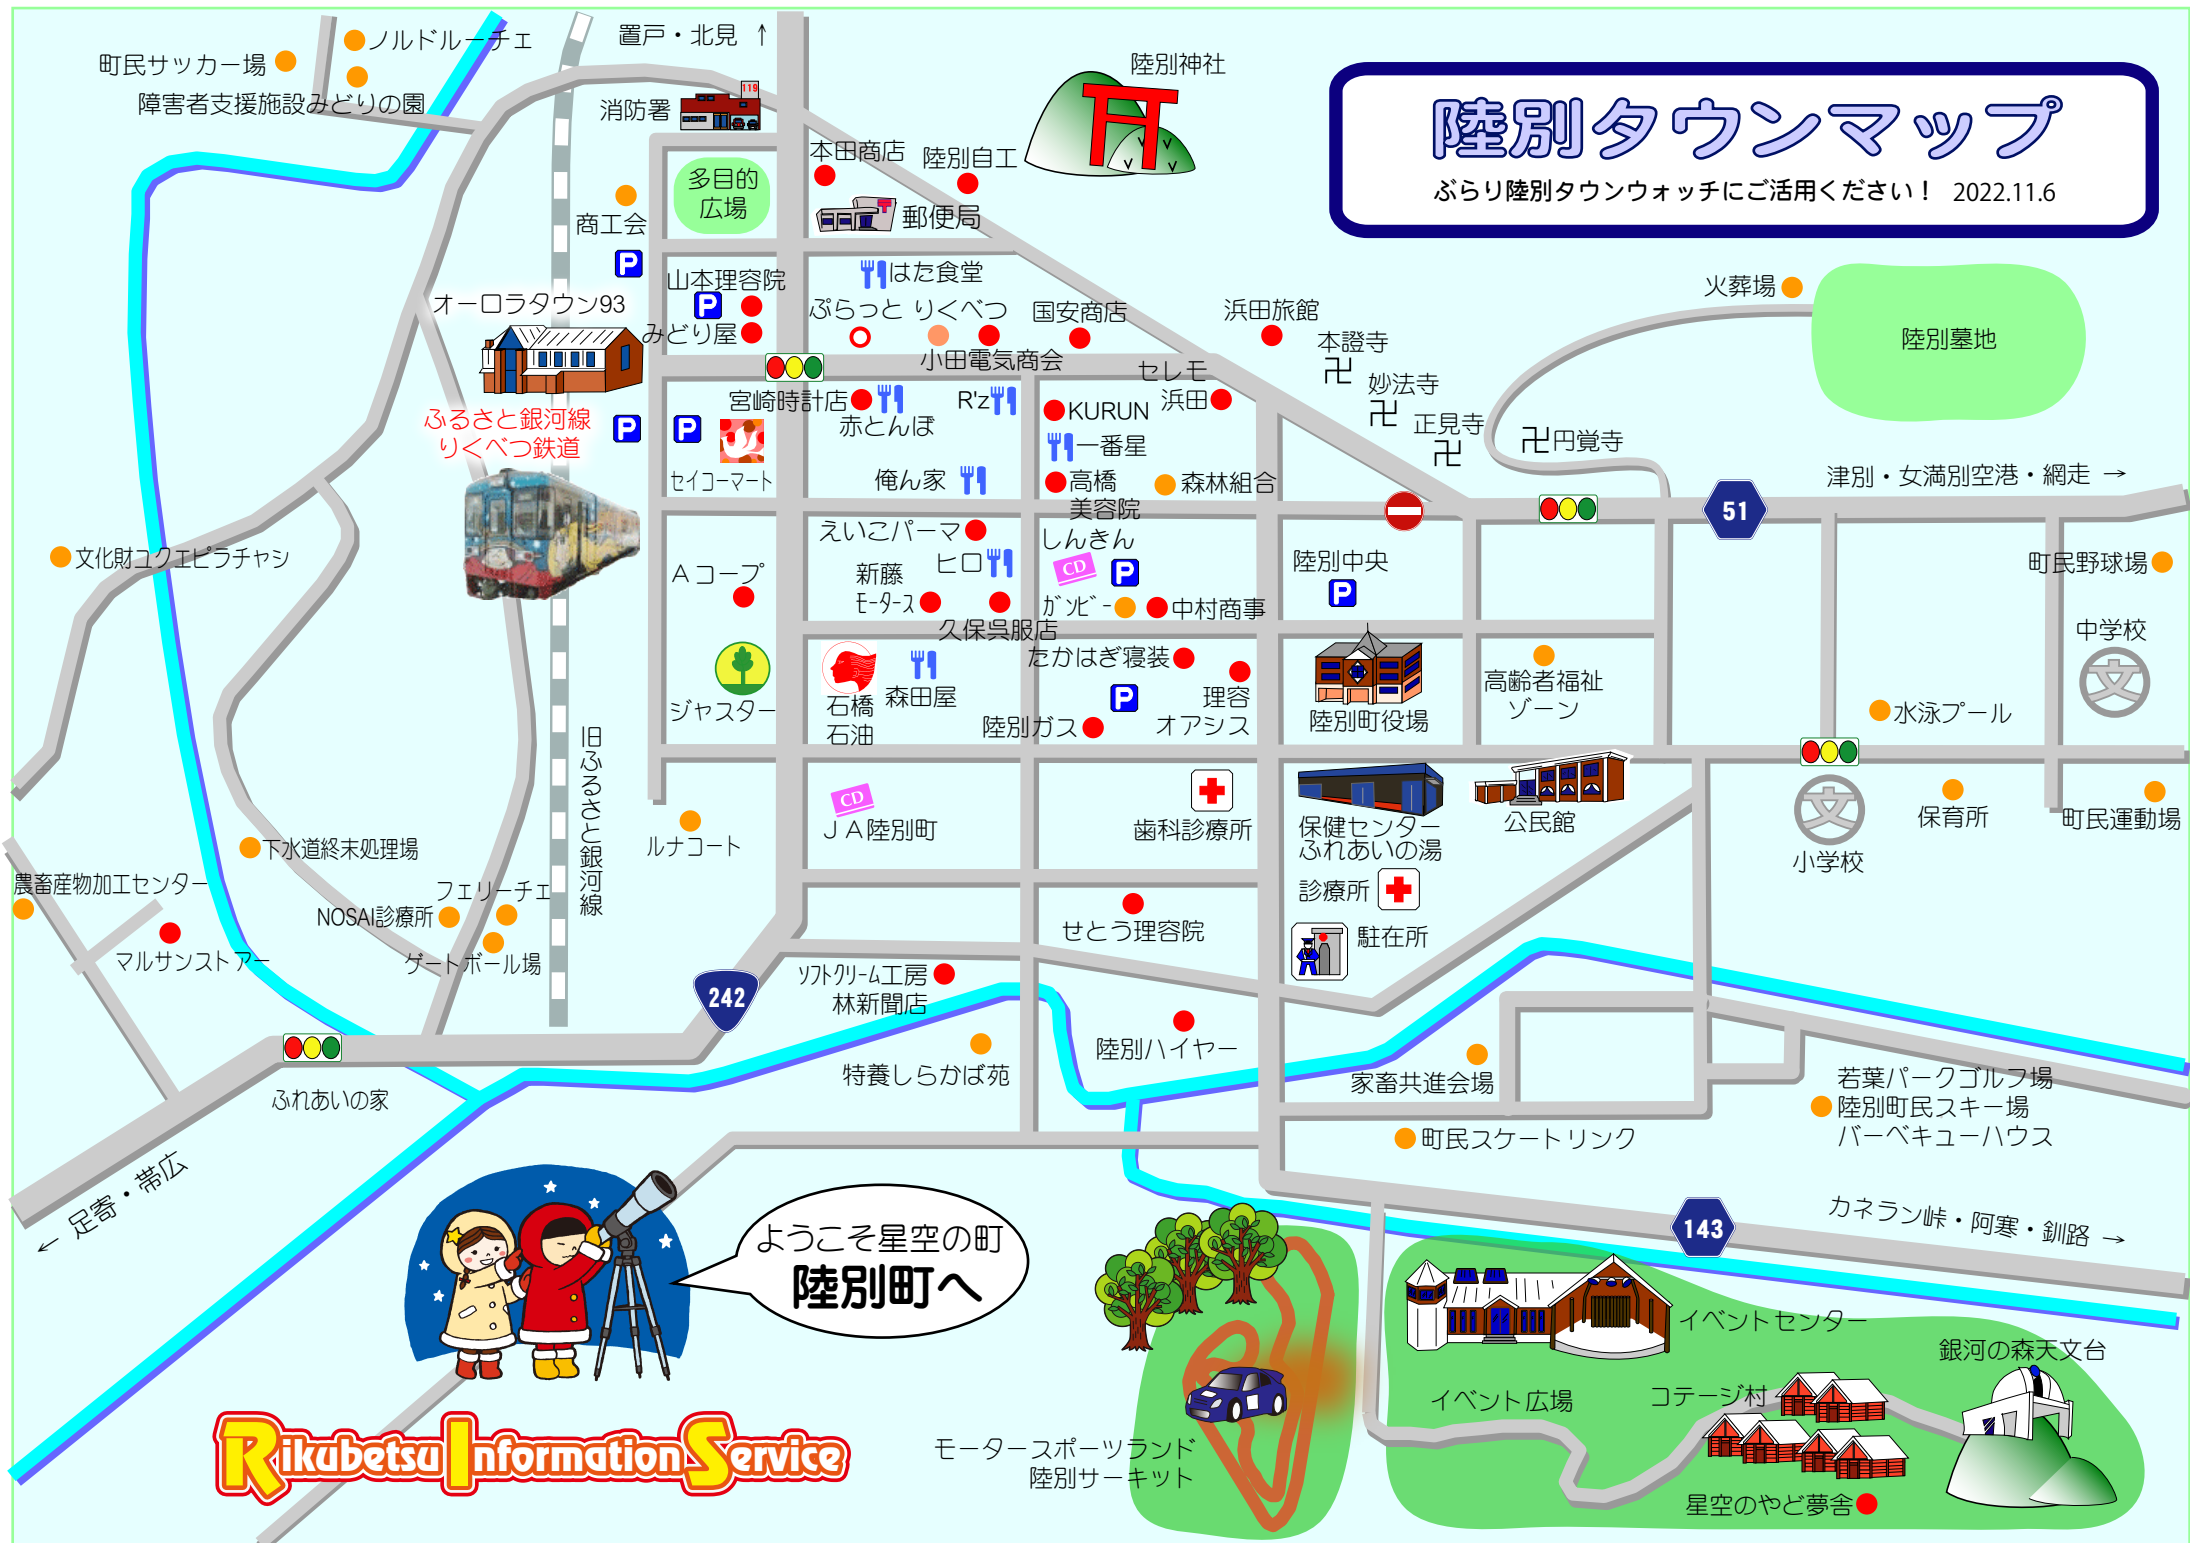 陸別タウンマップ
ぶらり陸別タウンウォッチにご活用ください！ 2022.11.6
置戸・北見 ↑
ノルドルーチェ
町民サッカー場
障害者支援施設みどりの園
消防署
119
陸別神社
本田商店
陸別自工
多目的
広場
郵便局
商工会
P
山本理容院
P
みどり屋
はた食堂
ぷらっと りくべつ
国安商店
小田電気商会
浜田旅館
本證寺
卍
妙法寺
卍
正見寺
卍
卍円覚寺
火葬場
陸別墓地
オーロラタウン93
ふるさと銀河線
りくべつ鉄道
P
P
セイコーマート
宮崎時計店
赤とんぼ
R'z
セレモ
浜田
KURUN
一番星
俺ん家
高橋
美容院
森林組合
津別・女満別空港・網走 →
51
文化財ユクエピラチャシ
えいこパーマ
しんきん
CD
P
ヒロ
新藤
ﾓｰﾀｰｽ
Aコープ
久保呉服店
ｶﾞﾝﾋﾞｰ
中村商事
陸別中央
P
町民野球場
中学校
文
ジャスター
石橋
石油
森田屋
たかはぎ寝装
P
陸別ガス
理容
オアシス
陸別町役場
高齢者福祉
ゾーン
水泳プール
旧ふるさと銀河線
ルナコート
CD
JA陸別町
歯科診療所
保健センター
ふれあいの湯
公民館
文
小学校
保育所
町民運動場
診療所
駐在所
下水道終末処理場
農畜産物加工センター
フェリーチェ
NOSAI診療所
ゲートボール場
マルサンストアー
せとう理容院
ｿﾌﾄｸﾘｰﾑ工房
林新聞店
242
陸別ハイヤー
特養しらかば苑
ふれあいの家
家畜共進会場
若葉パークゴルフ場
陸別町民スキー場
バーベキューハウス
町民スケートリンク
← 足寄・帯広
143
カネラン峠・阿寒・釧路 →
ようこそ星空の町
陸別町へ
イベントセンター
銀河の森天文台
イベント広場
コテージ村
星空のやど夢舎
モータースポーツランド
陸別サーキット
Rikubetsu Information Service